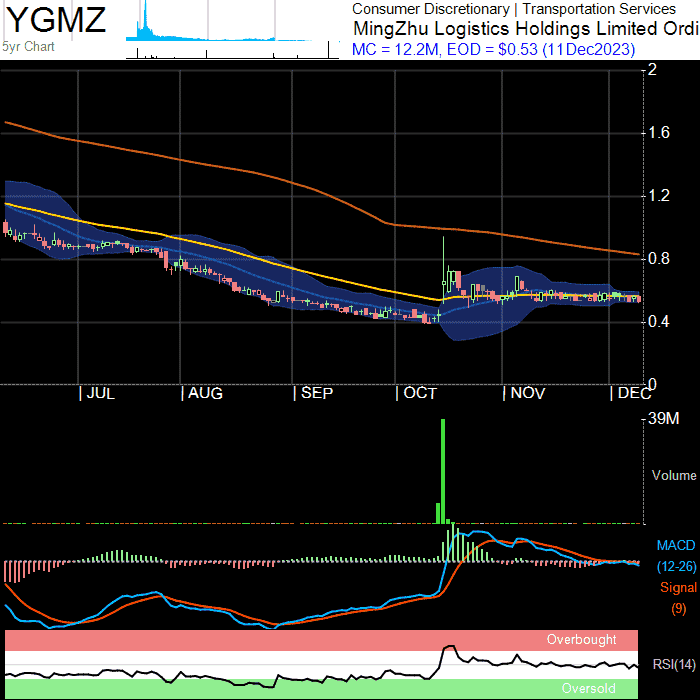 YGMZ
5yr Chart
Consumer Discretionary | Transportation Services
MingZhu Logistics Holdings Limited Ordi
MC = 12.2M, EOD = $0.53 (11Dec2023)
2
1.6
1.2
0.8
0.4
0
JUL
AUG
SEP
OCT
NOV
DEC
39M
Volume
MACD
(12-26)
Signal
(9)
Overbought
RSI(14)
Oversold